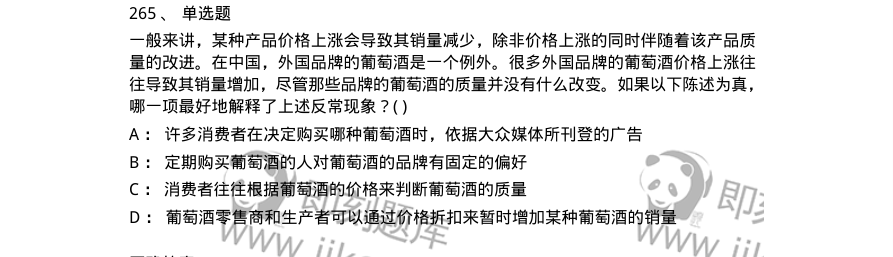 265 、 单选题
一般来讲，某种产品价格上涨会导致其销量减少，除非价格上涨的同时伴随着该产品质
量的改进。在中国，外国品牌的葡萄酒是一个例外。很多外国品牌的葡萄酒价格上涨往
往导致其销量增加，尽管那些品牌的葡萄酒的质量并没有什么改变。如果以下陈述为真，
哪一项最好地解释了上述反常现象？( )
A ： 许多消费者在决定购买哪种葡萄酒时，依据大众媒体所刊登的广告
B ： 定期购买葡萄酒的人对葡萄酒的品牌有固定的偏好
C ： 消费者往往根据葡萄酒的价格来判断葡萄酒的质量
D ： 葡萄酒零售商和生产者可以通过价格折扣来暂时增加某种葡萄酒的销量
即刻题库
即刻